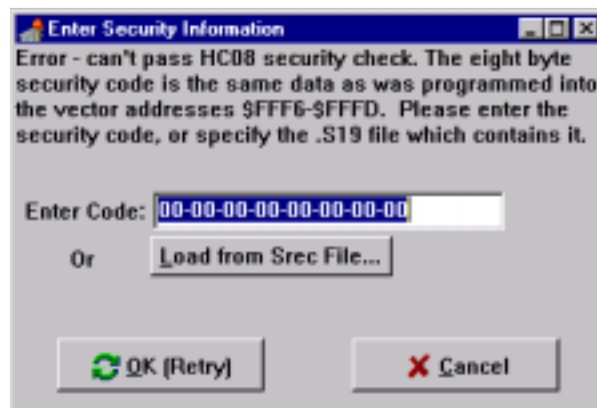 Enter Security Information
Error - can't pass HC08 security check. The eight byte
security code is the same data as was programmed into
the vector addresses $FFF6-$FFFD. Please enter the
security code, or specify the .S19 file which contains it.
Enter Code: 00-00-00-00-00-00-00-00
Or Load from Srec File...
OK (Retry) Cancel